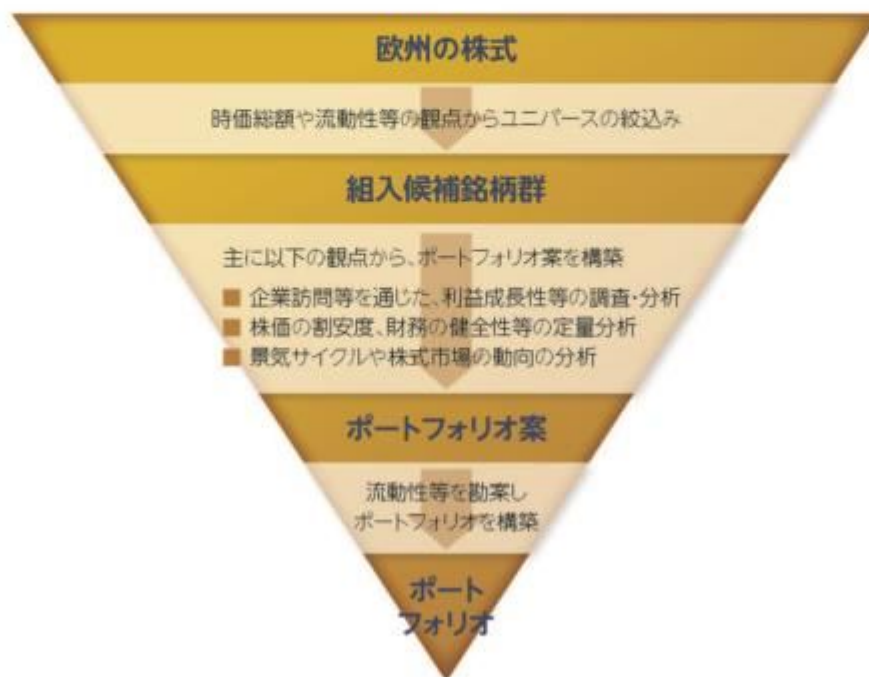 欧州の株式
時価総額や流動性等の観点からユニバースの絞込み
組入候補銘柄群
主に以下の観点から、ポートフォリオ案を構築
■ 企業訪問等を通じた、利益成長性等の調査・分析
■ 株価の割安度、財務の健全性等の定量分析
■ 景気サイクルや株式市場の動向の分析
ポートフォリオ案
流動性等を勘案し
ポートフォリオを構築
ポート
フォリオ